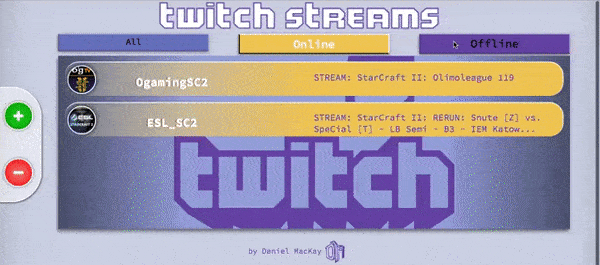 twitch streams
All
Online
Offline
OgamingSC2
STREAM: StarCraft II: Olimoleague 119
ESL_SC2
STREAM: StarCraft II: RERUN: Snute [Z] vs.
SpeCial [T] - LB Semi - B3 - IEM Katow...
twitch
by Daniel MacKay